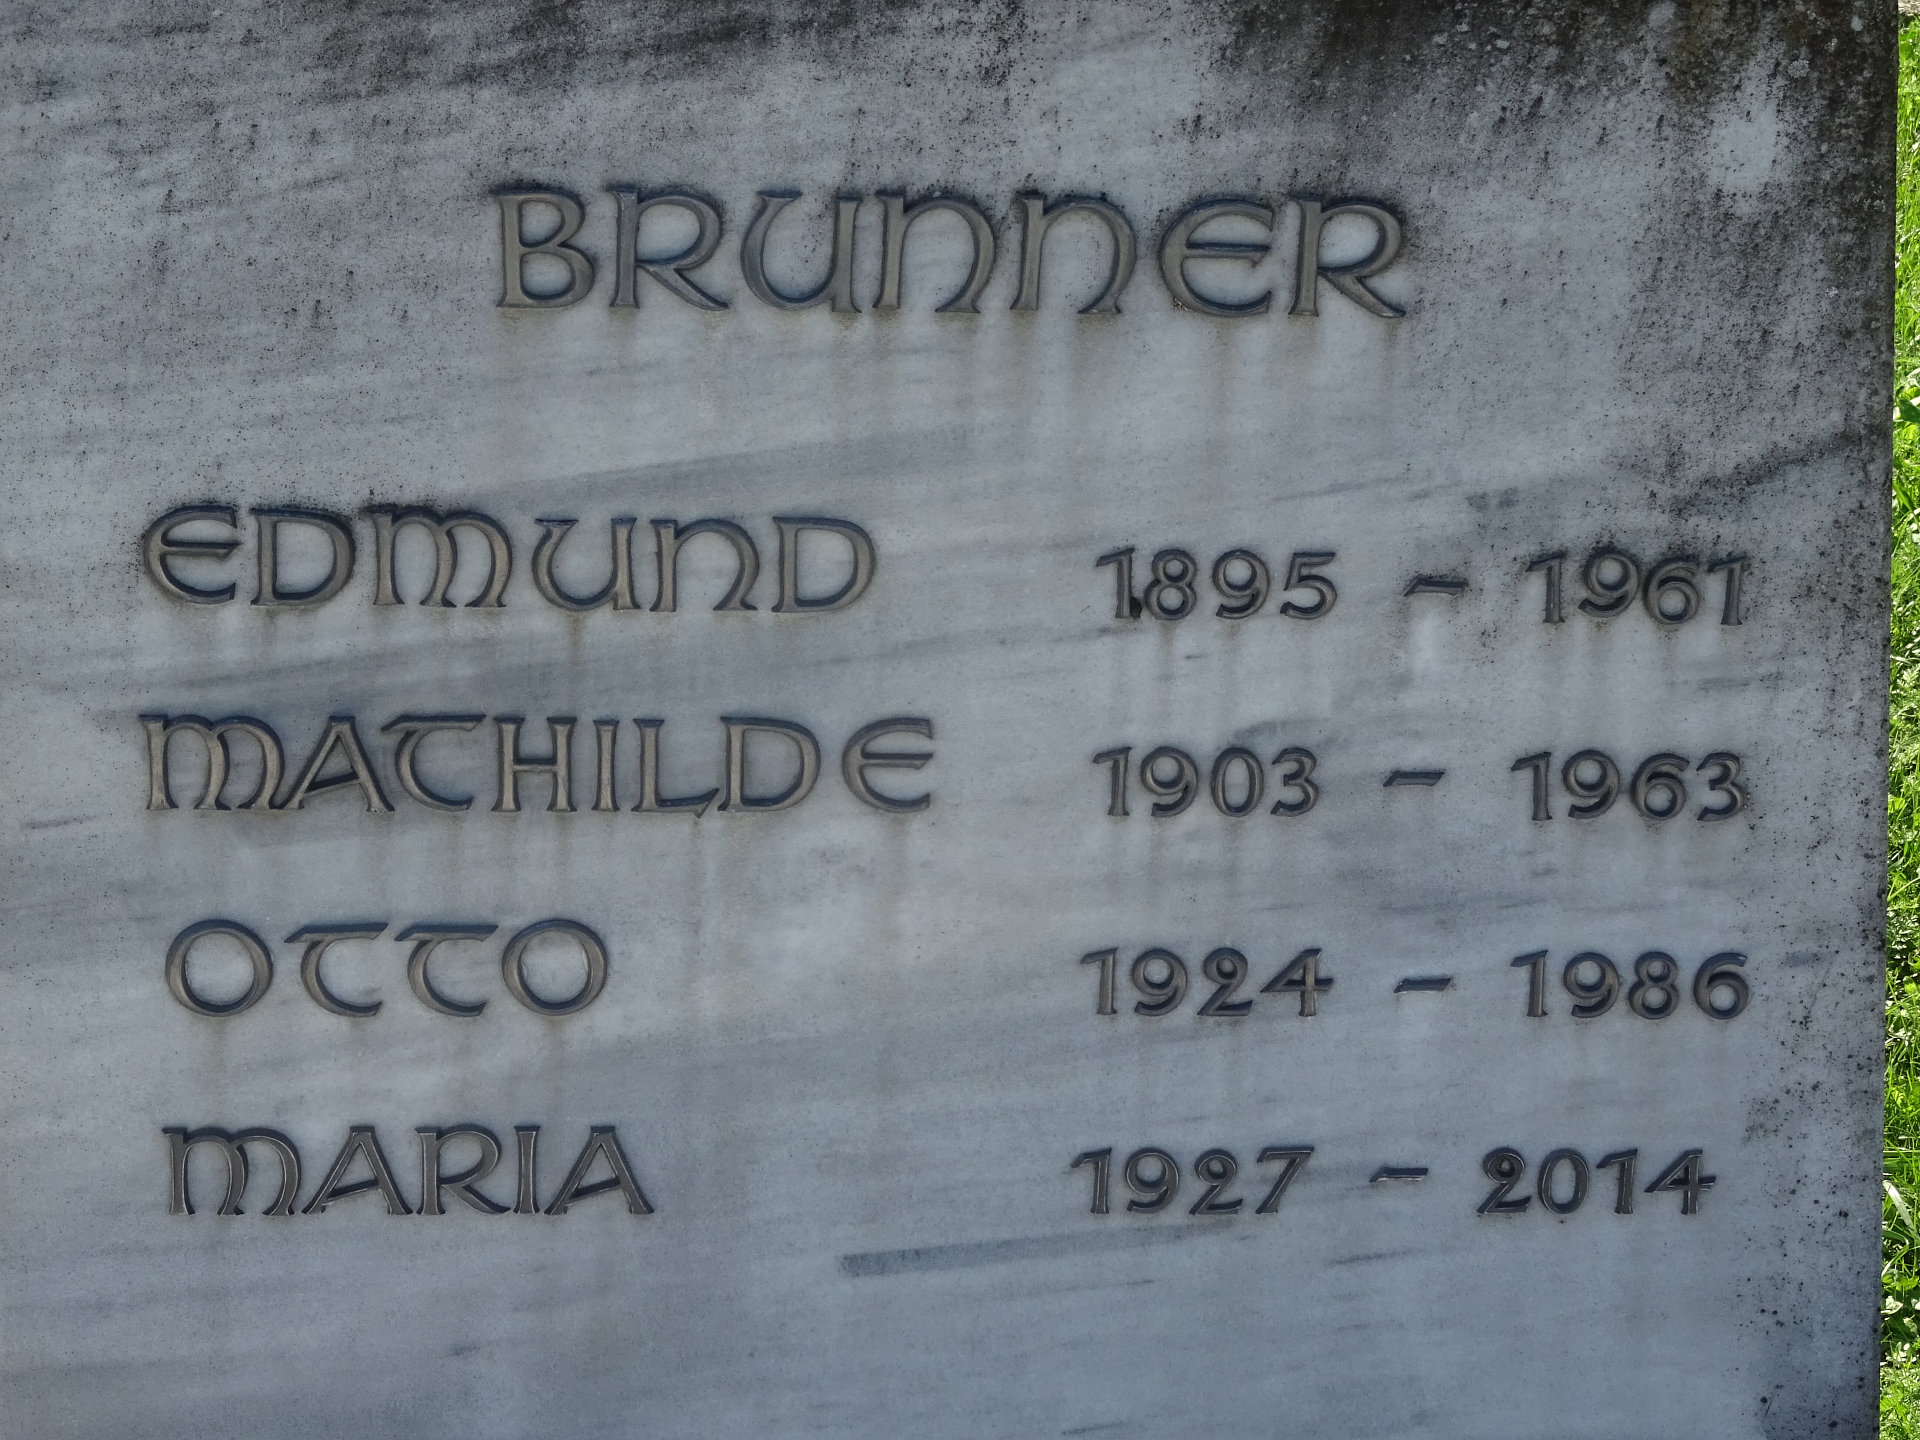 BRUNNER
EDMUND 1895 - 1961
MATHILDE 1903 - 1963
OTTO 1924 - 1986
MARIA 1927 - 2014